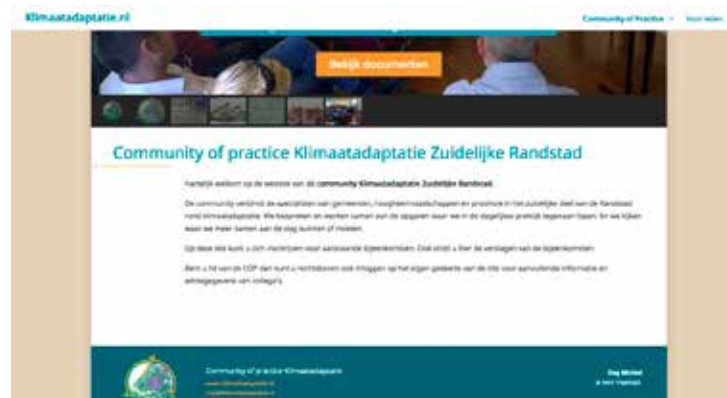 Klimaatadaptatie.nl
Community of Practice
Bekijk documenten
Community of practice Klimaatadaptatie Zuidelijke Randstad
Hartelijk welkom op de website van de community Klimaatadaptatie Zuidelijke Randstad.
De community verbindt de specialisten van gemeenten, hoogheemraadschappen en provincie in het zuidelijke deel van de Randstad
rond klimaatadaptatie. We bespreken en werken samen aan de opgaven waar we in de dagelijkse praktijk tegenaan lopen. En we kijken
waar we meer samen aan de slag kunnen of moeten.
Op deze site kunt u zich inschrijven voor aanstaande bijeenkomsten. Ook vindt u hier de verslagen van de bijeenkomsten
Bent u lid van de COP dan kunt u rechtsboven ook inloggen op het eigen gedeelte van de site voor aanvullende informatie en
adresgegevens van collega's.
Community of practice Klimaatadaptatie